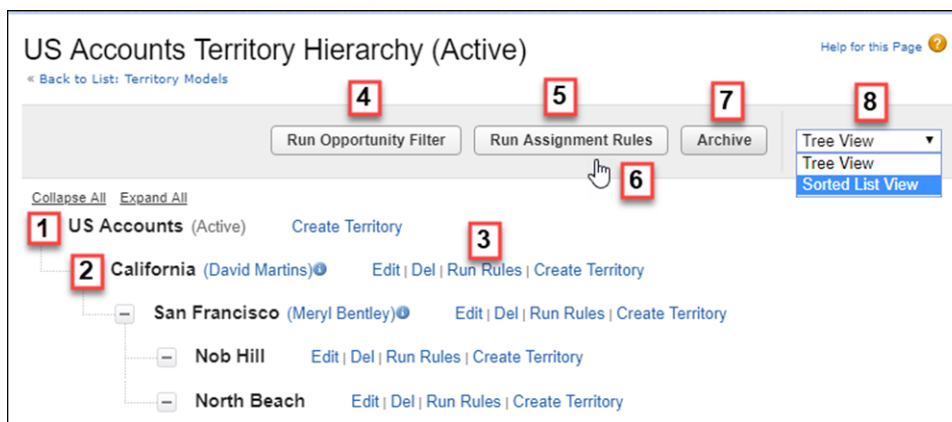 US Accounts Territory Hierarchy (Active)
Help for this Page ?
« Back to List: Territory Models
4
5
7
8
Run Opportunity Filter
Run Assignment Rules
Archive
Tree View
Tree View
Sorted List View
6
Collapse All Expand All
1 US Accounts (Active) Create Territory
3
2 California (David Martins) Edit | Del | Run Rules | Create Territory
San Francisco (Meryl Bentley) Edit | Del | Run Rules | Create Territory
Nob Hill Edit | Del | Run Rules | Create Territory
North Beach Edit | Del | Run Rules | Create Territory